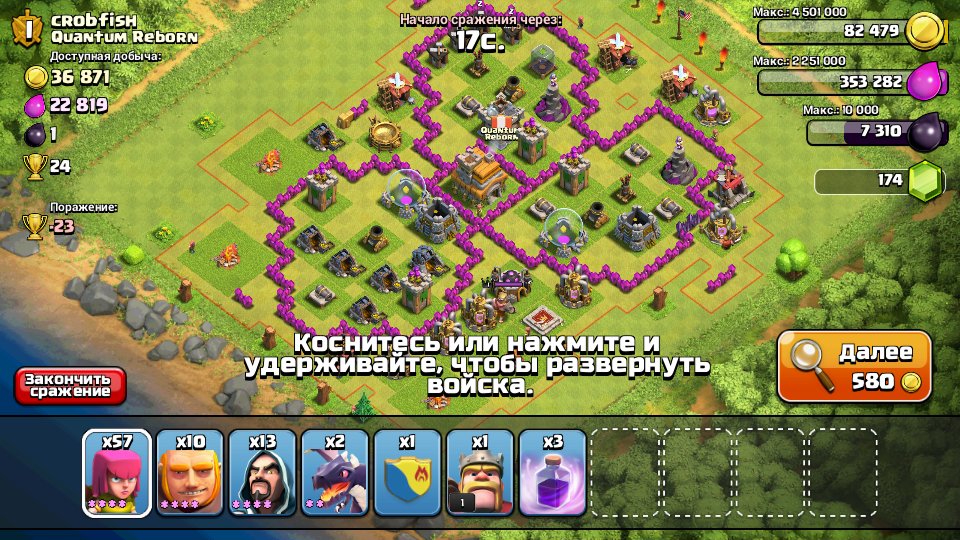 crobfish
Quantum Reborn
Доступная добыча:
36 871
22 819
1
24
Поражение:
-23
Начало сражения через:
17с.
Макс.: 4 501 000
82 479
Макс.: 2 251 000
353 282
Макс.: 10 000
7 310
174
Quantum
Reborn
Коснитесь или нажмите и
удерживайте, чтобы развернуть
войска.
Закончить
сражение
Далее
580
x57
x10
x13
x2
x1
x1
x3
1